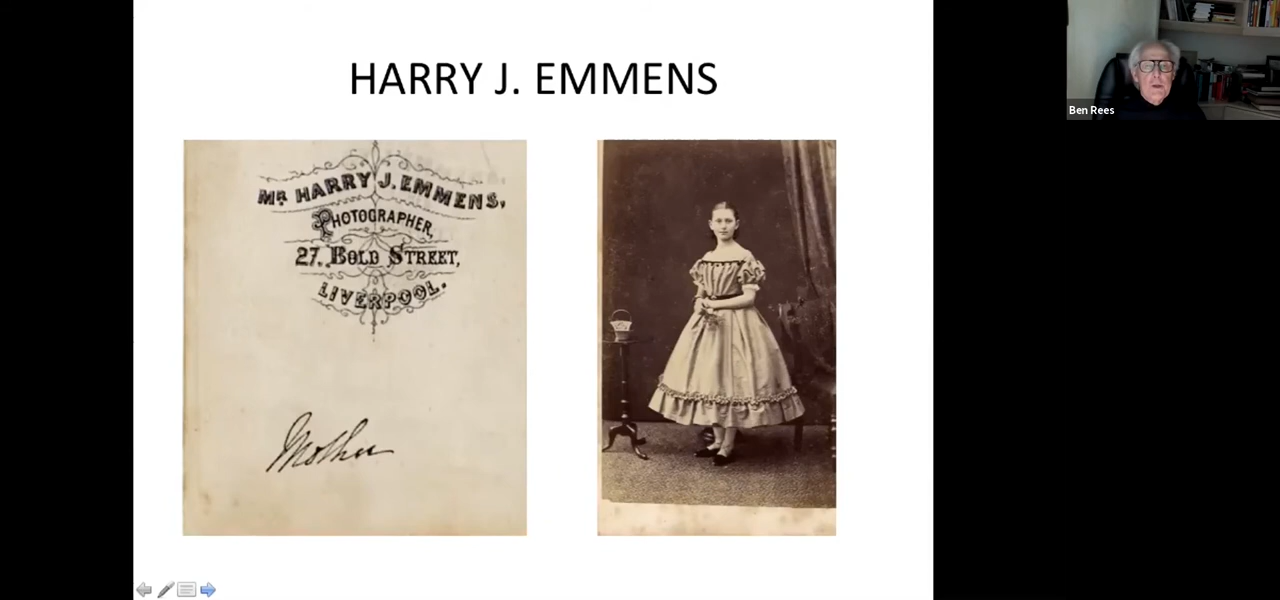 HARRY J. EMMENS
MR HARRY J. EMMENS,
PHOTOGRAPHER,
27. BOLD STREET,
LIVERPOOL.
Mother
Ben Rees